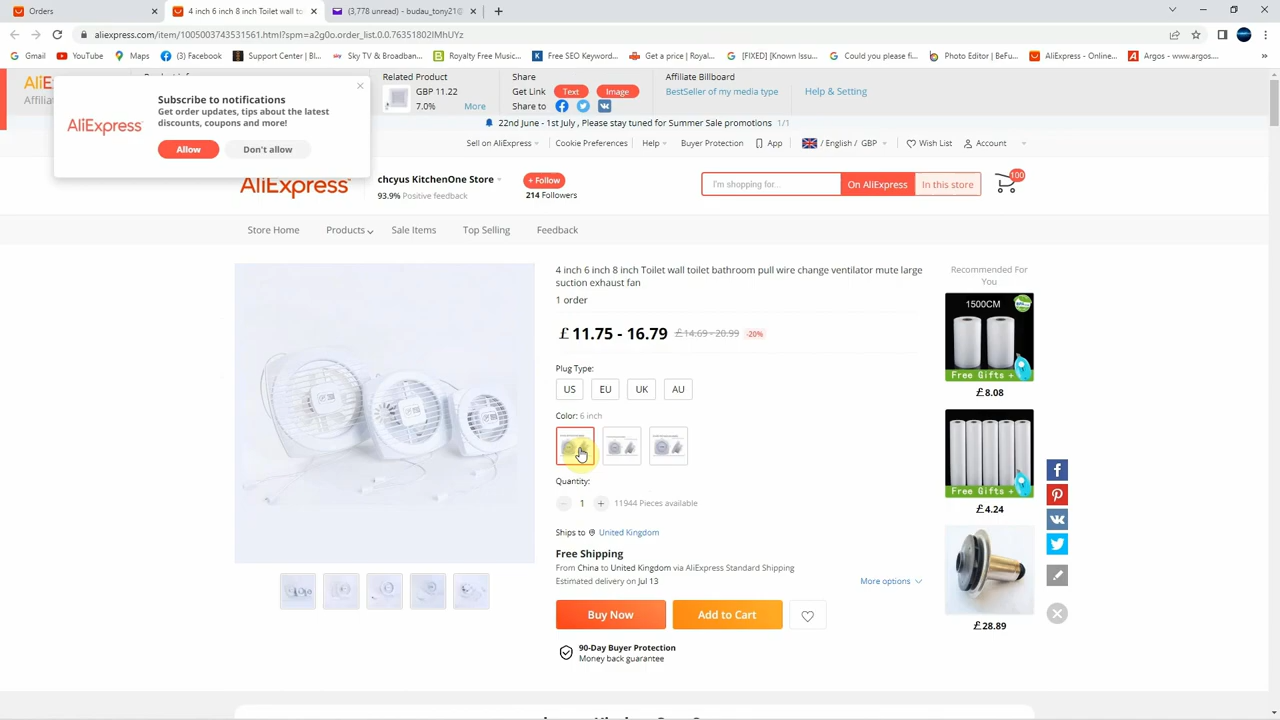 Orders
4 inch 6 inch 8 inch Toilet wall to
(3,778 unread) - budau_tony21@
aliexpress.com/item/1005003743531561.html?spm=a2g0o.order_list.0.0.76351802IMhUYz
Gmail
YouTube
Maps
(3) Facebook
Support Center | Bl...
Sky TV & Broadban...
Royalty Free Music...
Free SEO Keyword...
Get a price | Royal...
[FIXED] [Known Issu...
Could you please fi...
Photo Editor | BeFu...
AliExpress - Online...
Argos - www.argos....
Subscribe to notifications
Get order updates, tips about the latest
discounts, coupons and more!
AliExpress
Allow
Don't allow
Related Product
GBP 11.22
7.0%
More
Share
Get Link
Text
Image
Share to
Affiliate Billboard
BestSeller of my media type
Help & Setting
22nd June - 1st July , Please stay tuned for Summer Sale promotions 1/1
Sell on AliExpress
Cookie Preferences
Help
Buyer Protection
App
/ English / GBP
Wish List
Account
AliExpress
chcyus KitchenOne Store
93.9% Positive feedback
+ Follow
214 Followers
I'm shopping for...
On AliExpress
In this store
100
Store Home
Products
Sale Items
Top Selling
Feedback
4 inch 6 inch 8 inch Toilet wall toilet bathroom pull wire change ventilator mute large
suction exhaust fan
1 order
£ 11.75 - 16.79 £ 14.69 - 20.99 -20%
Plug Type:
US
EU
UK
AU
Color: 6 inch
Quantity:
1
11944 Pieces available
Ships to United Kingdom
Free Shipping
From China to United Kingdom via AliExpress Standard Shipping
Estimated delivery on Jul 13
More options
Buy Now
Add to Cart
90-Day Buyer Protection
Money back guarantee
Recommended For
You
1500CM
Free Gifts +
£8.08
Free Gifts +
£4.24
£28.89